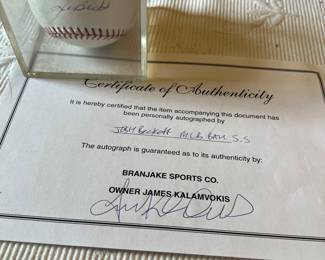 Certificate of Authenticity
It is hereby certified that the item accompanying this document has
been personally autographed by
Josh Beckett MLB Ball S.S
The autograph is guaranteed as to its authenticity by:
BRANJAKE SPORTS CO.
OWNER JAMES KALAMVOKIS